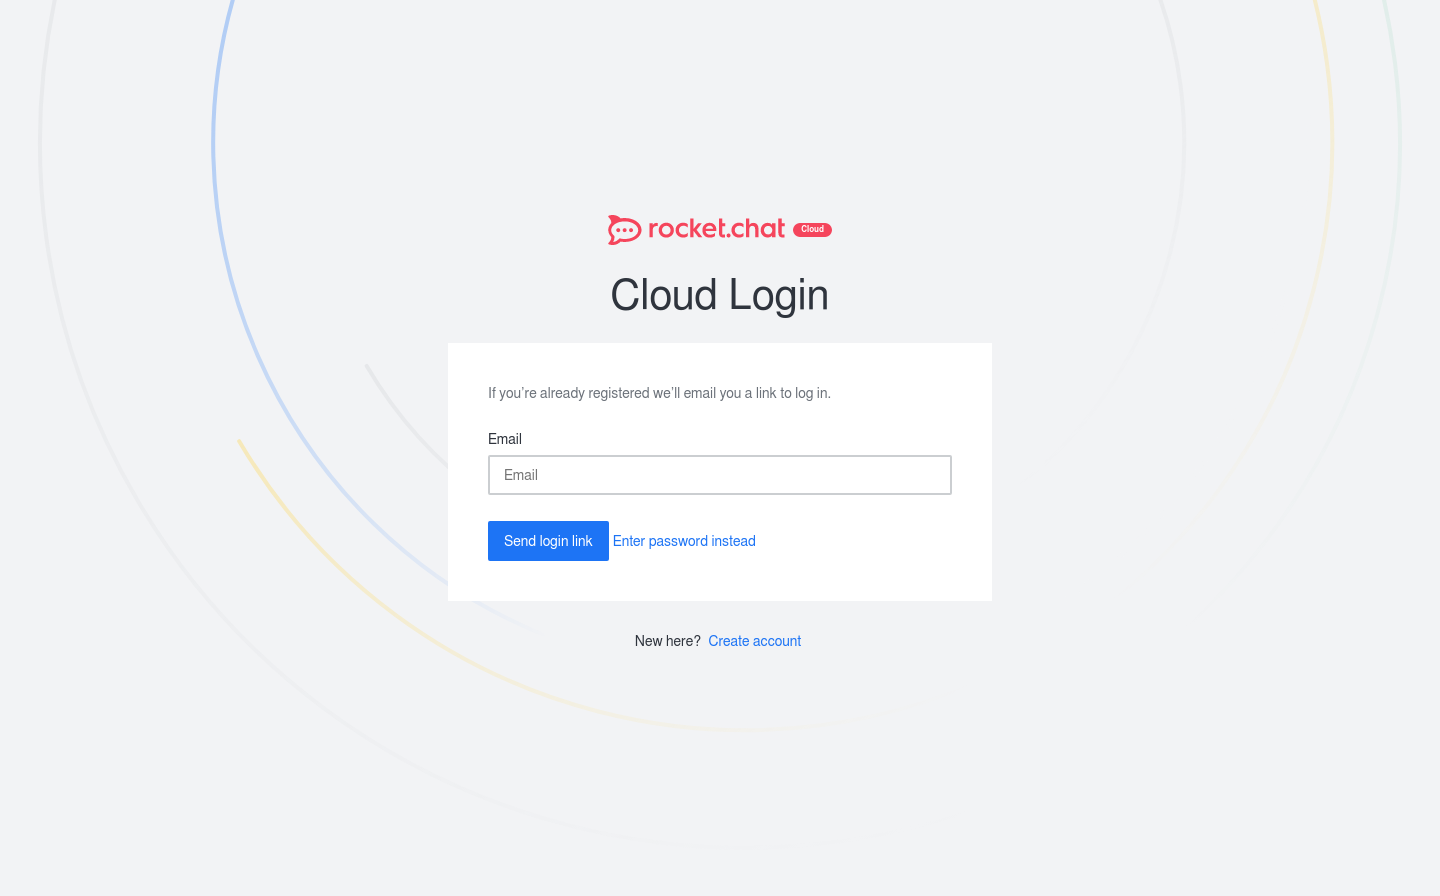 rocket.chat Cloud
Cloud Login
If you're already registered we'll email you a link to log in.
Email
Email
Send login link Enter password instead
New here? Create account